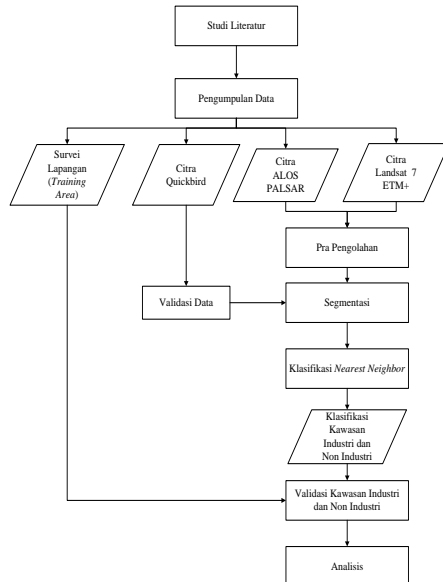 Studi Literatur
Pengumpulan Data
Survei
Lapangan
(Training
Area)
Citra
Quickbird
Citra
ALOS
PALSAR
Citra
Landsat 7
ETM+
Pra Pengolahan
Validasi Data
Segmentasi
Klasifikasi Nearest Neighbor
Klasifikasi
Kawasan
Industri dan
Non Industri
Validasi Kawasan Industri
dan Non Industri
Analisis